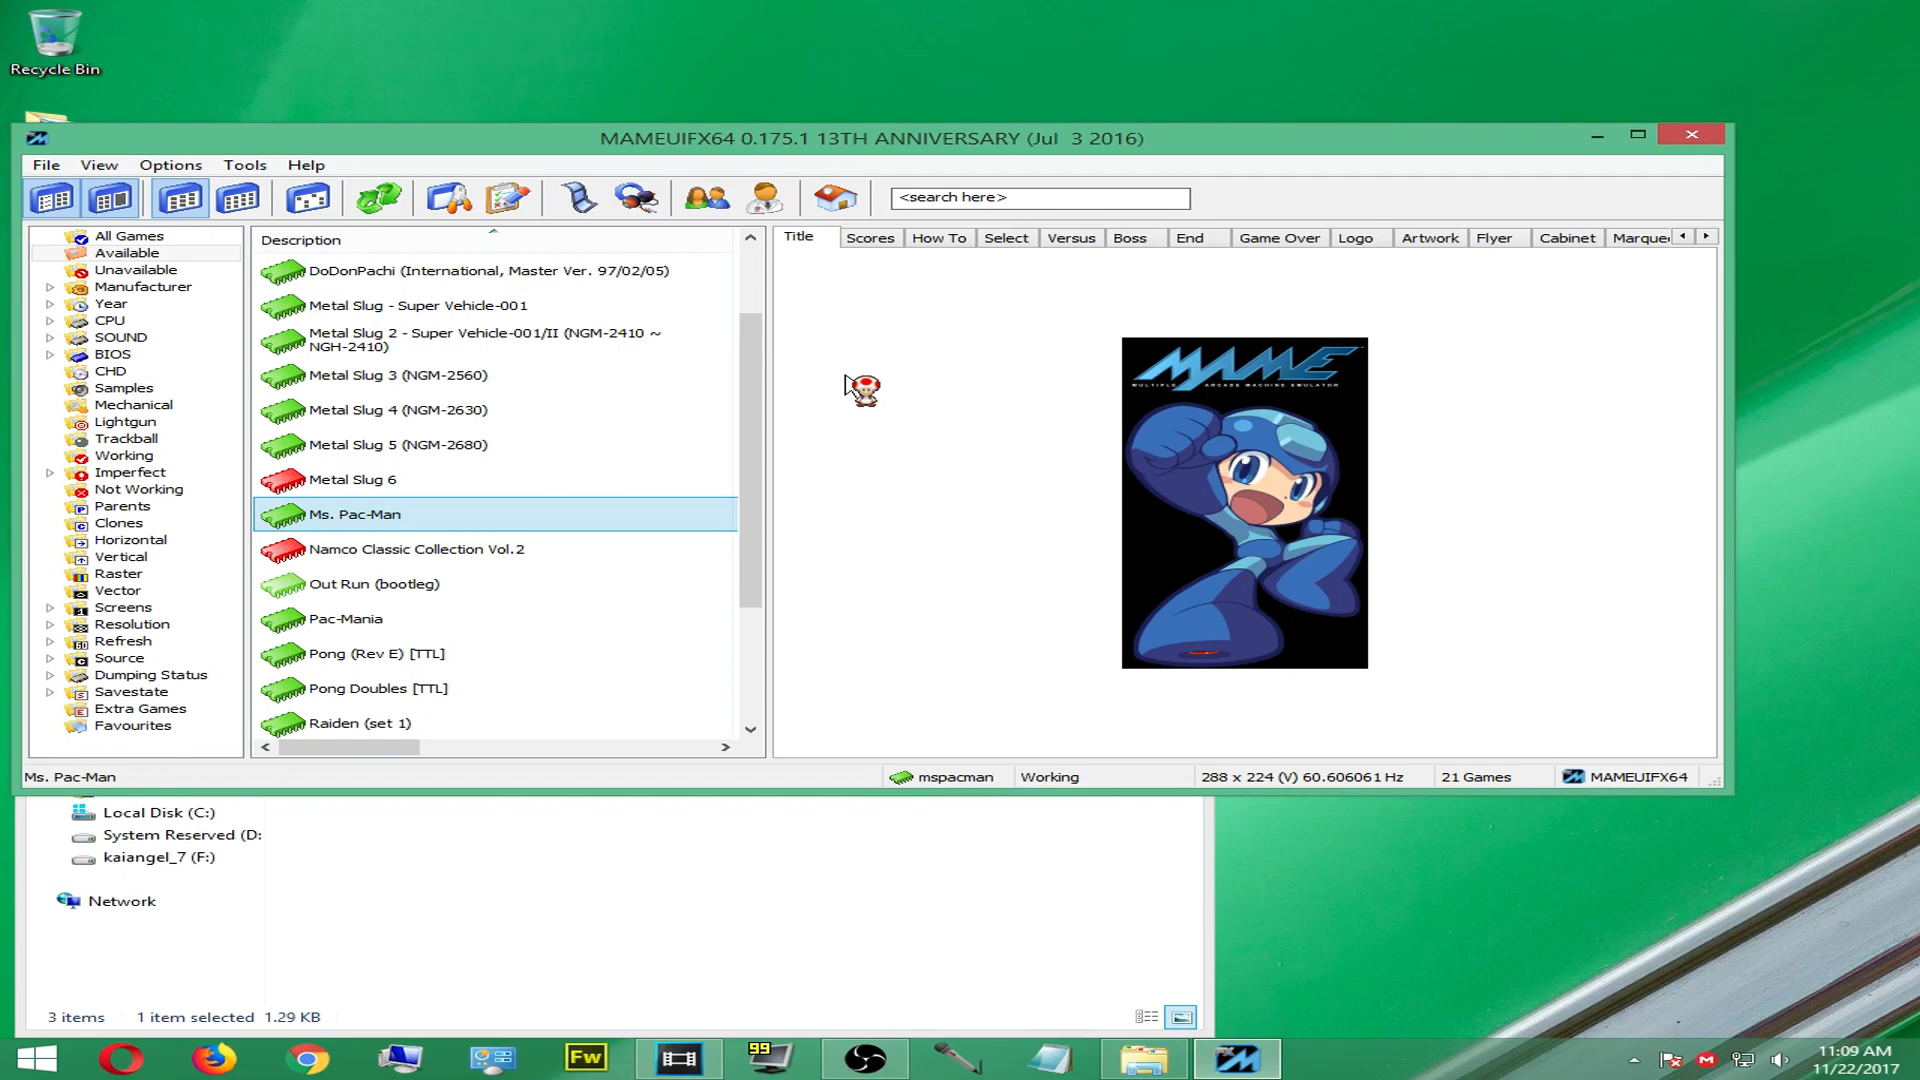 Recycle Bin
MAMEUIFX64 0.175.1 13TH ANNIVERSARY (Jul 3 2016)
File View Options Tools Help
<search here>
All Games
Available
Unavailable
Manufacturer
Year
CPU
SOUND
BIOS
CHD
Samples
Mechanical
Lightgun
Trackball
Working
Imperfect
Not Working
Parents
Clones
Horizontal
Vertical
Raster
Vector
Screens
Resolution
Refresh
Source
Dumping Status
Savestate
Extra Games
Favourites
Description
DoDonPachi (International, Master Ver. 97/02/05)
Metal Slug - Super Vehicle-001
Metal Slug 2 - Super Vehicle-001/II (NGM-2410 ~
NGH-2410)
Metal Slug 3 (NGM-2560)
Metal Slug 4 (NGM-2630)
Metal Slug 5 (NGM-2680)
Metal Slug 6
Ms. Pac-Man
Namco Classic Collection Vol.2
Out Run (bootleg)
Pac-Mania
Pong (Rev E) [TTL]
Pong Doubles [TTL]
Raiden (set 1)
Title Scores How To Select Versus Boss End Game Over Logo Artwork Flyer Cabinet Marque
MAME
MULTIPLE ARCADE MACHINE EMULATOR
Ms. Pac-Man mspacman Working 288 x 224 (V) 60.606061 Hz 21 Games MAMEUIFX64
Local Disk (C:)
System Reserved (D:
kaiangel_7 (F:)
Network
3 items 1 item selected 1.29 KB
Fw
99
11:09 AM
11/22/2017